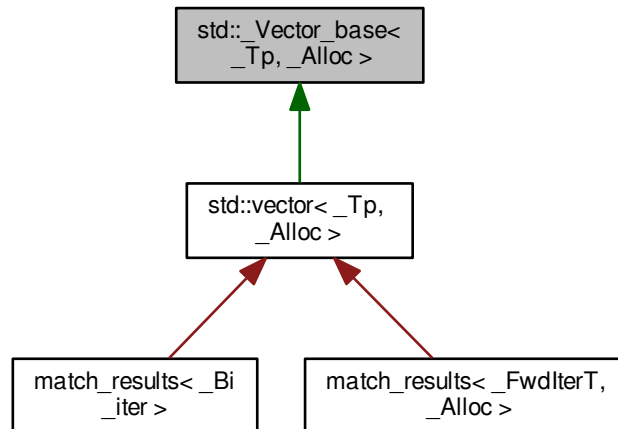 std::_Vector_base<
_Tp, _Alloc >
std::vector< _Tp,
_Alloc >
match_results< _Bi
_iter >
match_results< _FwdIterT,
_Alloc >